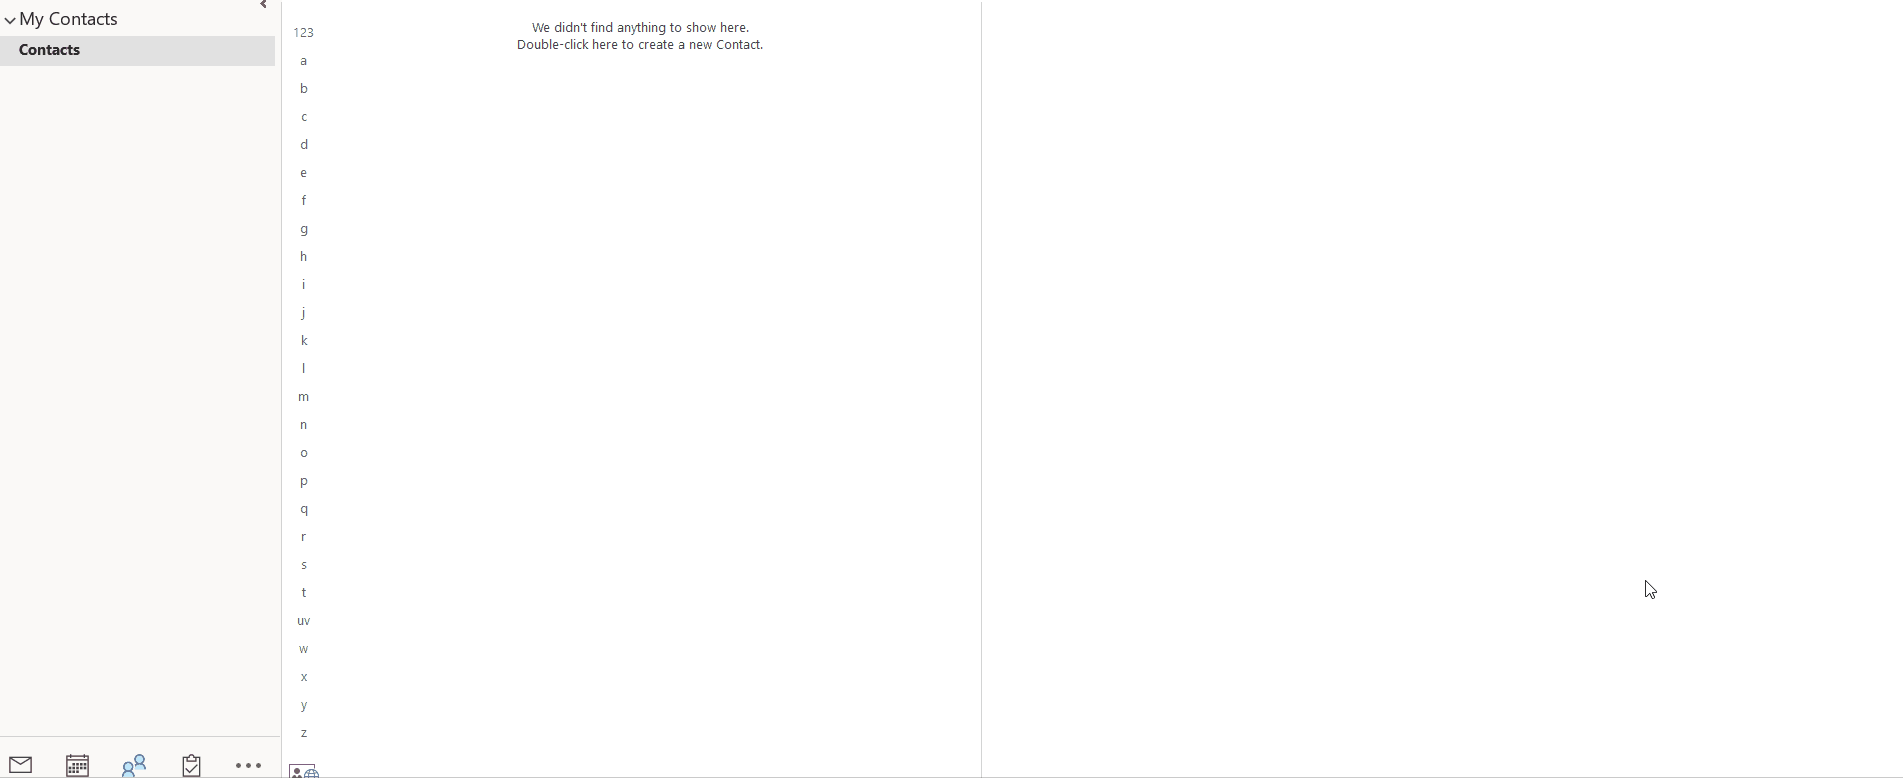 My Contacts
Contacts
123
a
b
c
d
e
f
g
h
i
j
k
l
m
n
o
p
q
r
s
t
uv
w
x
y
z
We didn't find anything to show here.
Double-click here to create a new Contact.